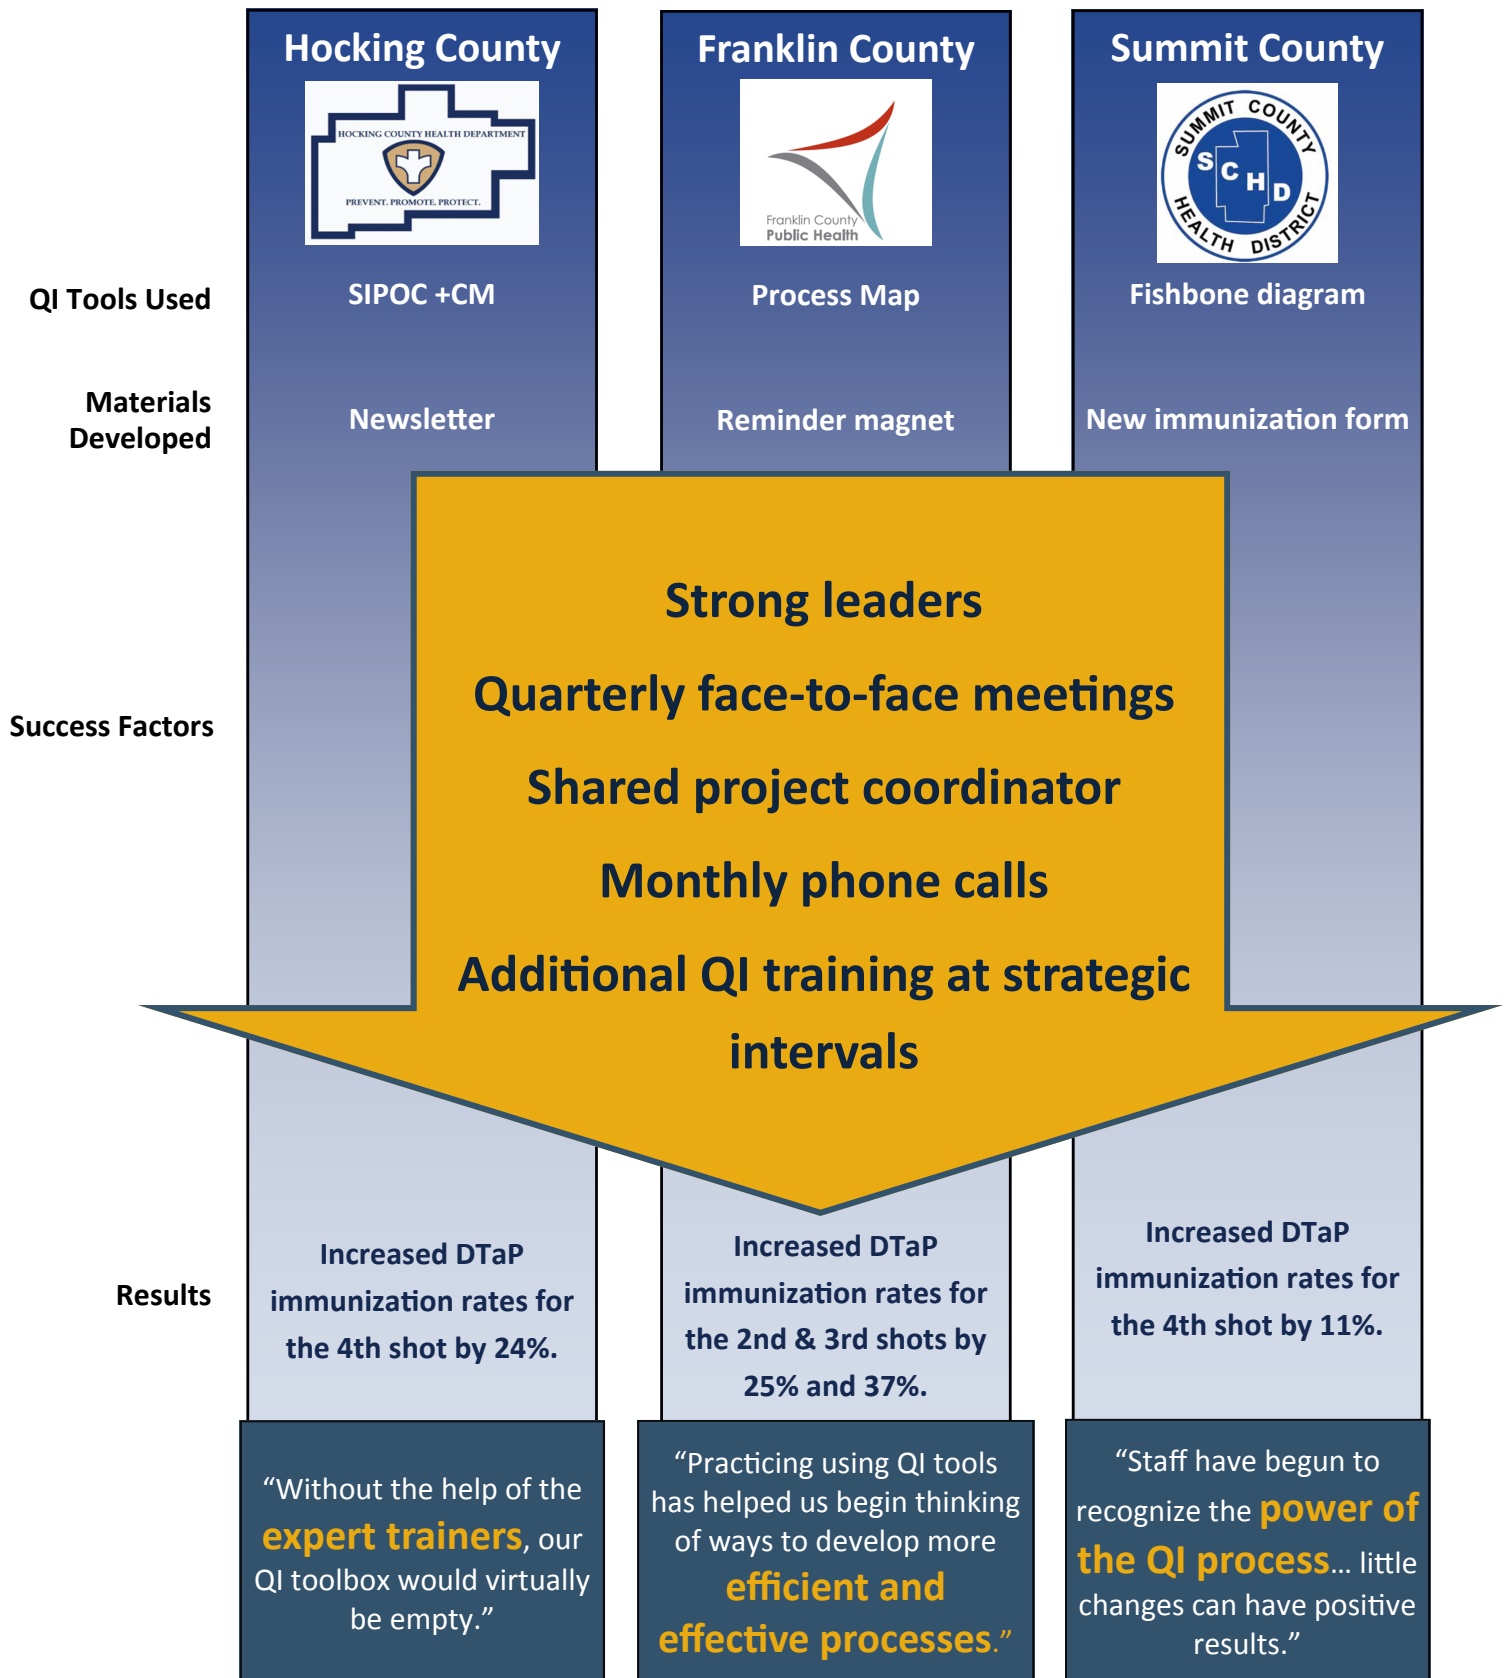 Hocking County
Franklin County
Summit County
HOCKING COUNTY HEALTH DEPARTMENT
PREVENT. PROMOTE. PROTECT.
Franklin County
Public Health
SUMMIT COUNTY
SCHD
HEALTH DISTRICT
QI Tools Used
SIPOC +CM
Process Map
Fishbone diagram
Materials
Developed
Newsletter
Reminder magnet
New immunization form
Success Factors
Strong leaders
Quarterly face-to-face meetings
Shared project coordinator
Monthly phone calls
Additional QI training at strategic
intervals
Results
Increased DTaP
immunization rates for
the 4th shot by 24%.
Increased DTaP
immunization rates for
the 2nd & 3rd shots by
25% and 37%.
Increased DTaP
immunization rates for
the 4th shot by 11%.
“Without the help of the
expert trainers, our
QI toolbox would virtually
be empty.”
“Practicing using QI tools
has helped us begin thinking
of ways to develop more
efficient and
effective processes.”
“Staff have begun to
recognize the power of
the QI process... little
changes can have positive
results.”